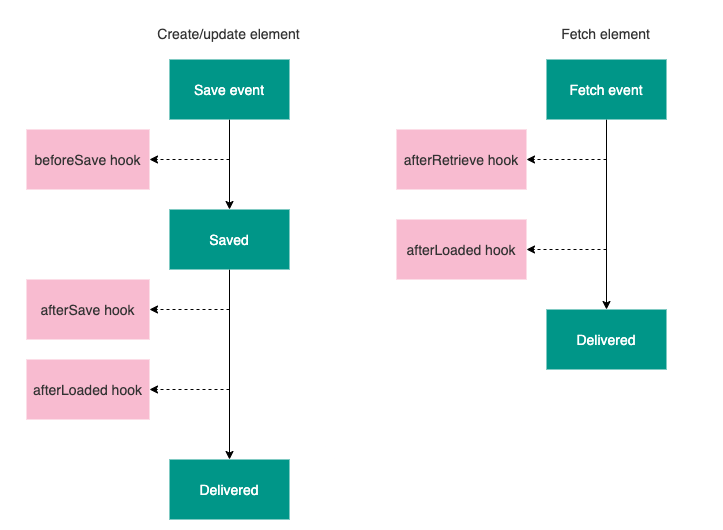 Create/update element
Save event
beforeSave hook
Saved
afterSave hook
afterLoaded hook
Delivered
Fetch element
Fetch event
afterRetrieve hook
afterLoaded hook
Delivered